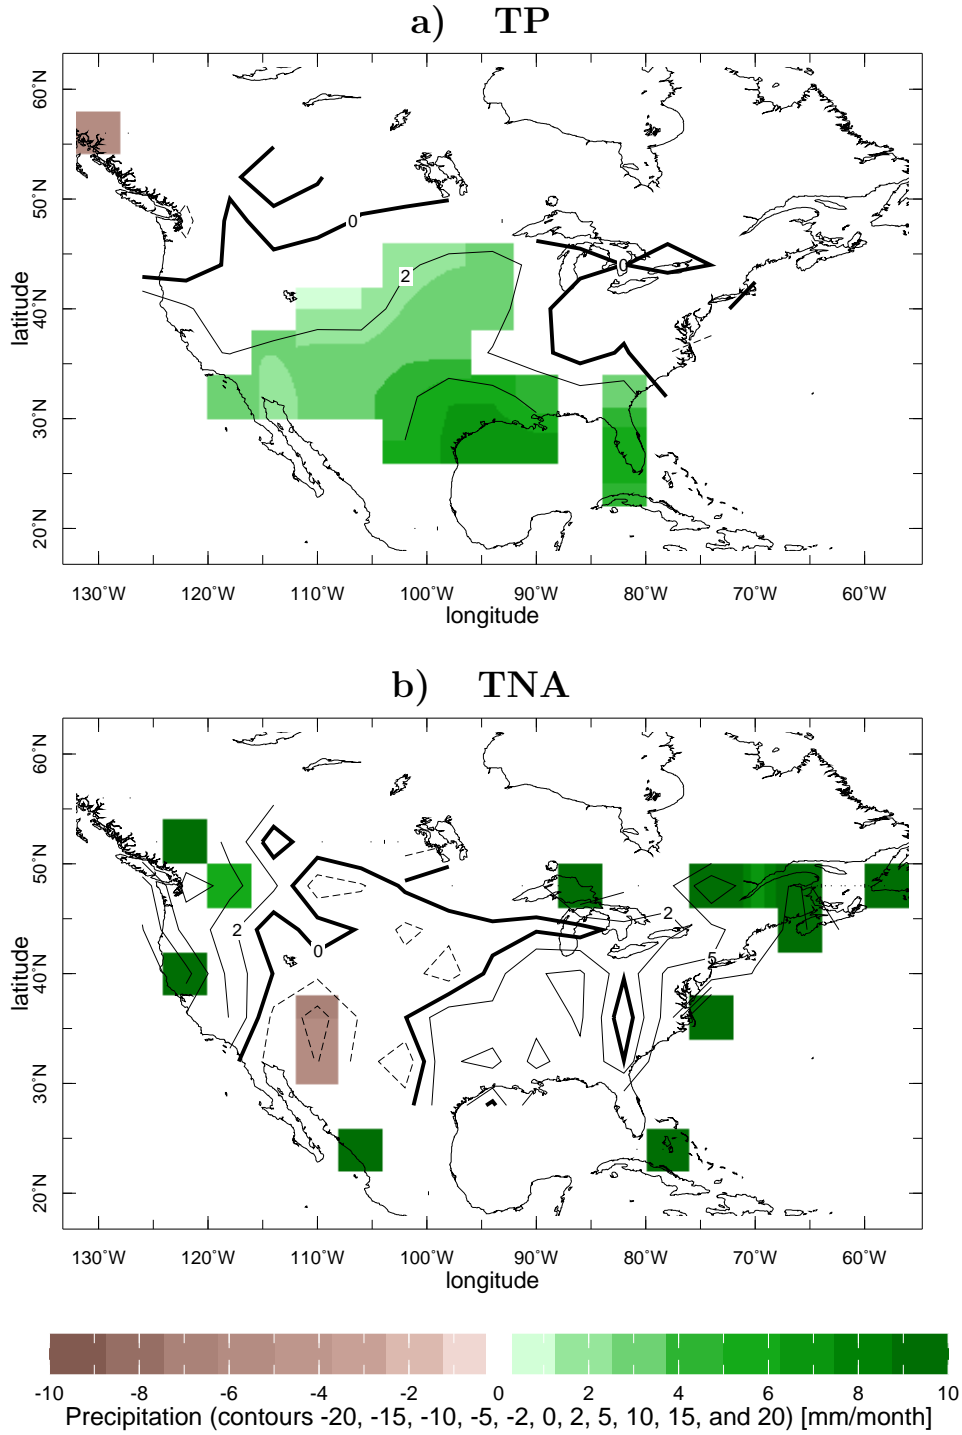 a) TP
60°N
50°N
40°N
30°N
20°N
latitude
0
2
0
130°W 120°W 110°W 100°W 90°W 80°W 70°W 60°W
longitude
b) TNA
60°N
50°N
40°N
30°N
20°N
latitude
2
0
2
5
130°W 120°W 110°W 100°W 90°W 80°W 70°W 60°W
longitude
-10 -8 -6 -4 -2 0 2 4 6 8 10
Precipitation (contours -20, -15, -10, -5, -2, 0, 2, 5, 10, 15, and 20) [mm/month]